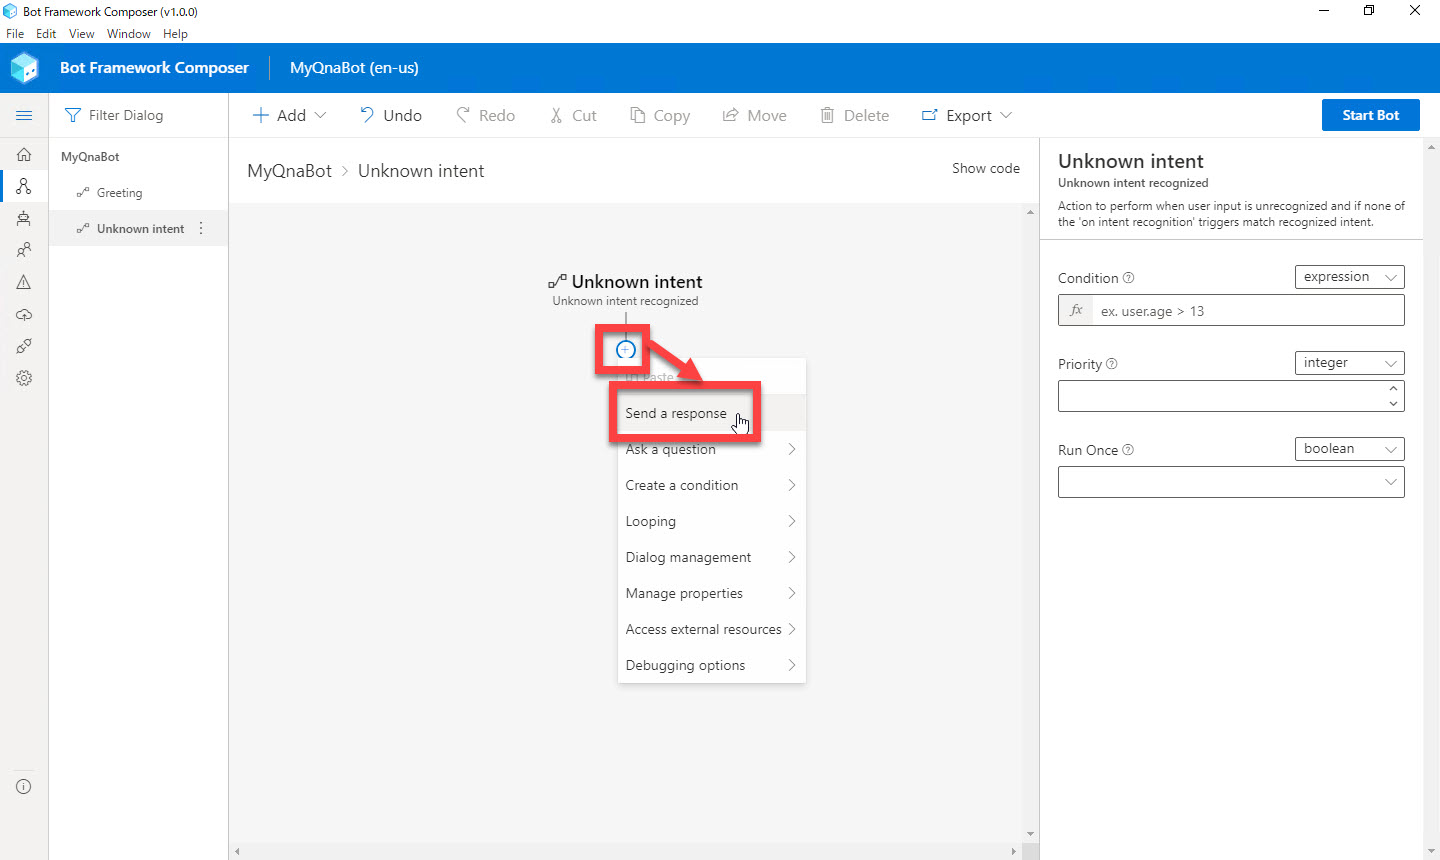 Bot Framework Composer (v1.0.0)
File Edit View Window Help
Bot Framework Composer MyQnaBot (en-us)
Filter Dialog
Add Undo Redo Cut Copy Move Delete Export Start Bot
MyQnaBot
Greeting
Unknown intent
MyQnaBot > Unknown intent
Show code
Unknown intent
Unknown intent recognized
Paste
Send a response
Ask a question
Create a condition
Looping
Dialog management
Manage properties
Access external resources
Debugging options
Unknown intent
Unknown intent recognized
Action to perform when user input is unrecognized and if none of
the 'on intent recognition' triggers match recognized intent.
Condition expression
fx ex. user.age > 13
Priority integer
Run Once boolean